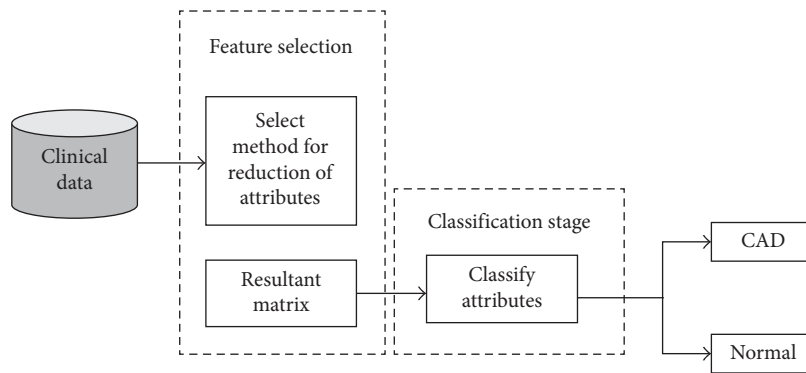 Feature selection
Clinical
data
Select
method for
reduction of
attributes
Resultant
matrix
Classification stage
Classify
attributes
CAD
Normal